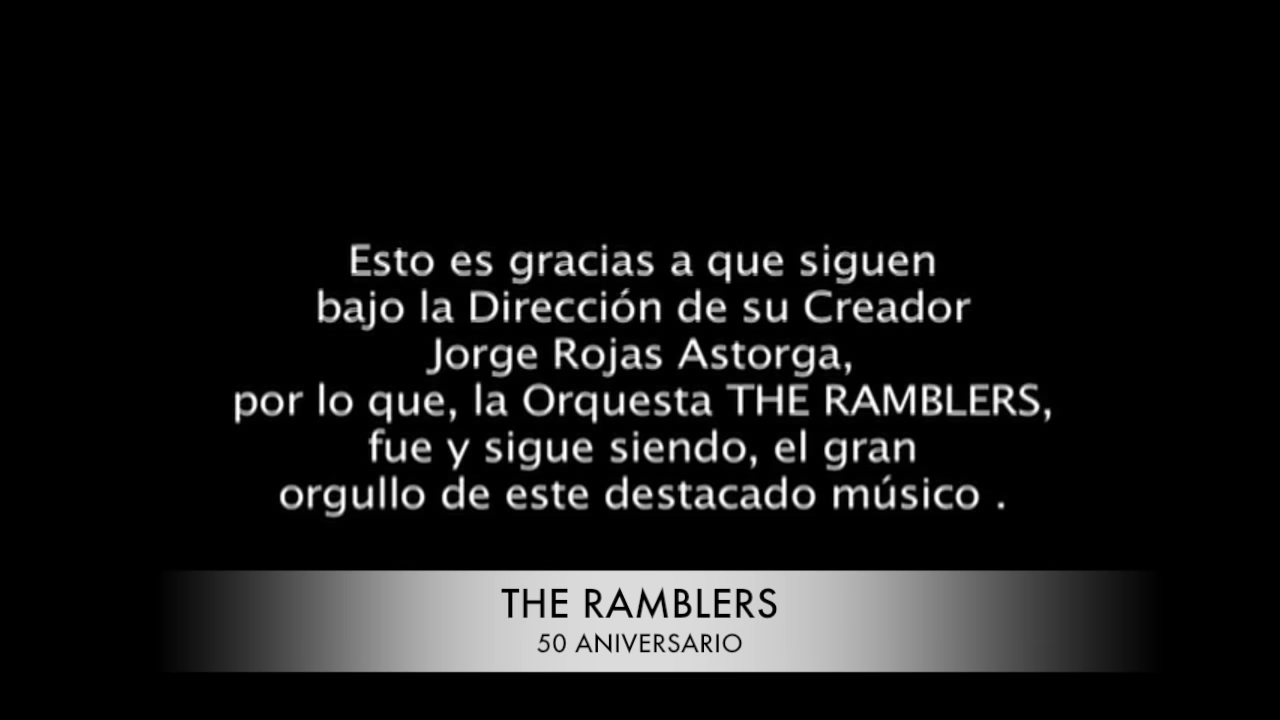 Esto es gracias a que siguen
bajo la Dirección de su Creador
Jorge Rojas Astorga,
por lo que, la Orquesta THE RAMBLERS,
fue y sigue siendo, el gran
orgullo de este destacado músico .
THE RAMBLERS
50 ANIVERSARIO